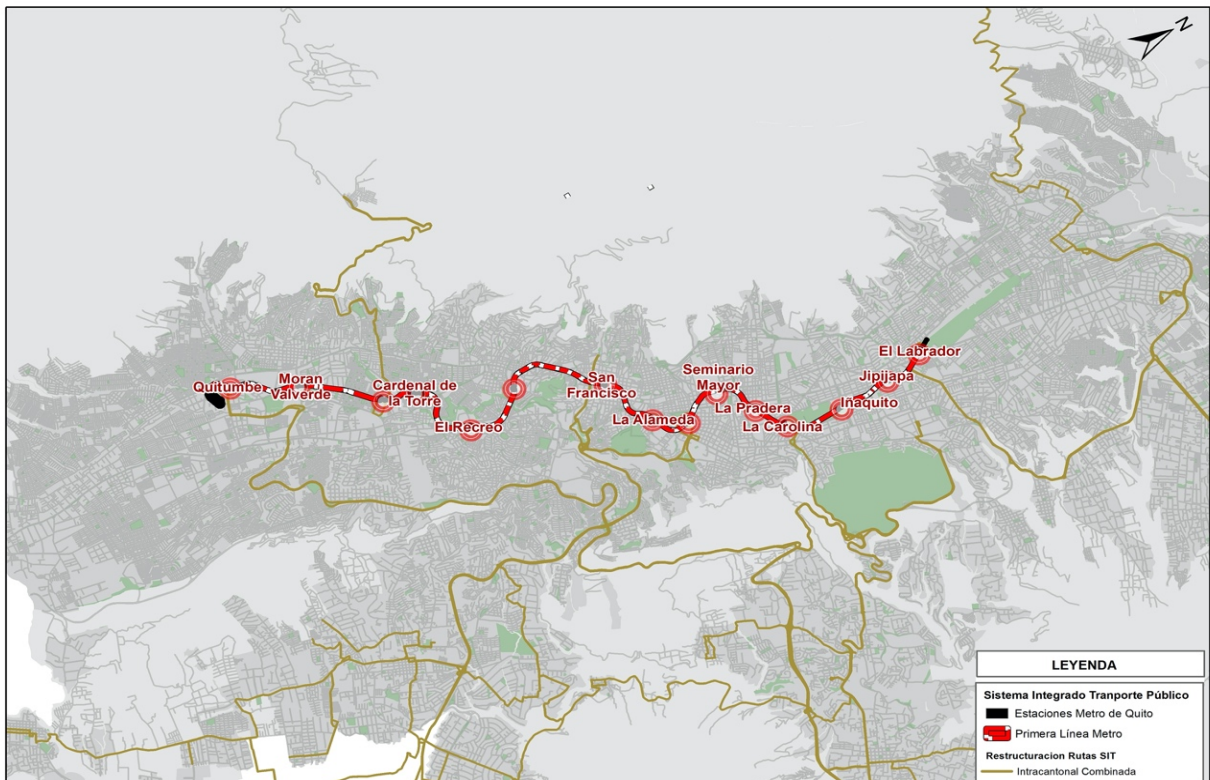 N
El Labrador
Jipijapa
Seminario
Mayor
Iñaquito
La Pradera
La Carolina
San
Francisco
La Alameda
Quitumbe
Moran
Valverde
Cardenal de
la Torre
El Recreo
LEYENDA
Sistema Integrado Tranporte Público
Estaciones Metro de Quito
Primera Línea Metro
Restructuracion Rutas SIT
Intracantonal Combinada